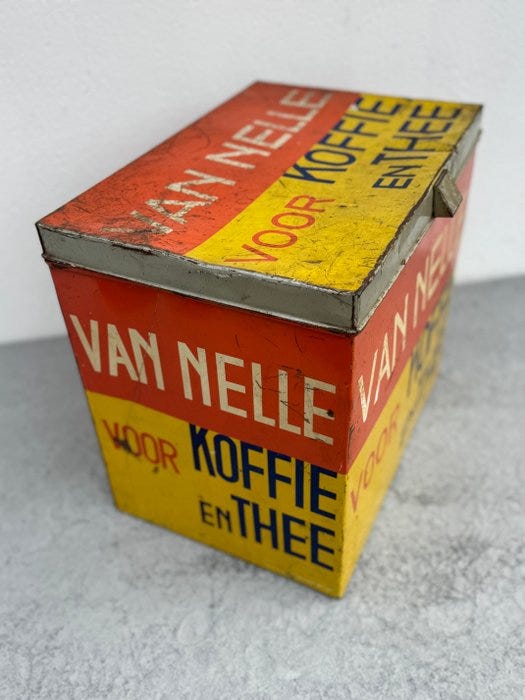 VAN NELLE
VOOR KOFFIE
EN THEE
VAN NELLE
VOOR KOFFIE
EN THEE
VAN NELLE
VOOR